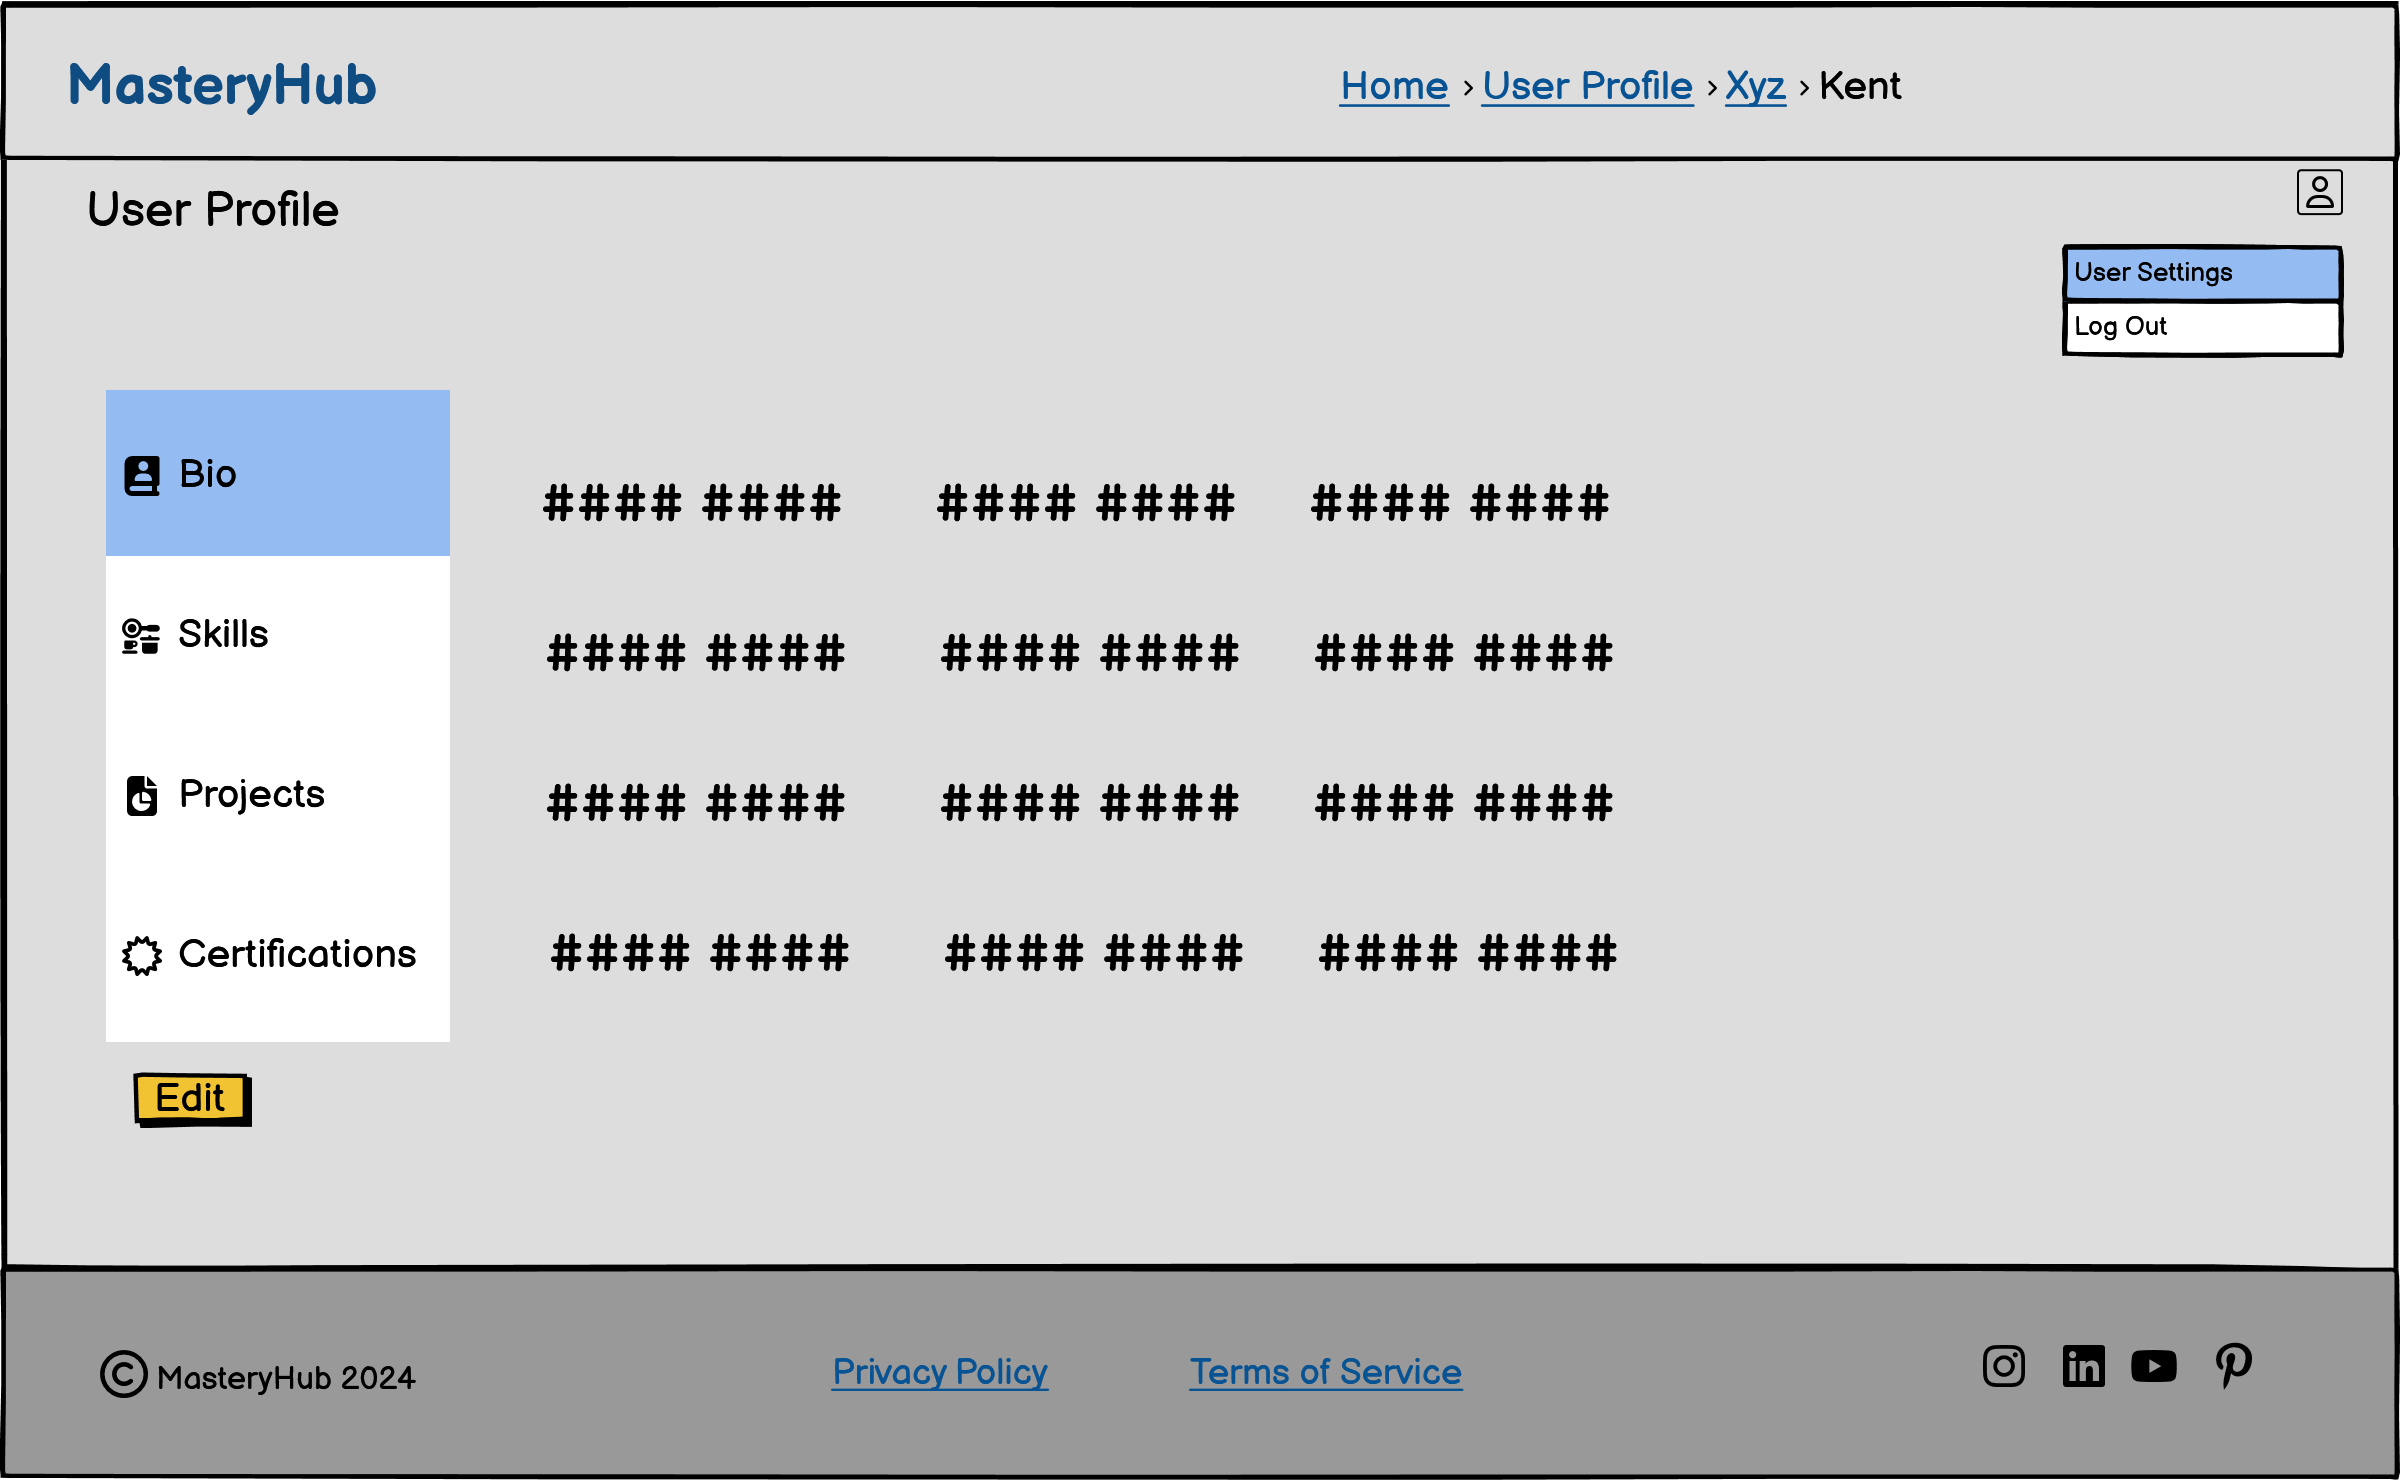 MasteryHub
Home > User Profile > Xyz > Kent
User Profile
User Settings
Log Out
Bio
#### #### #### #### #### ####
Skills
#### #### #### #### #### ####
Projects
#### #### #### #### #### ####
Certifications
#### #### #### #### #### ####
Edit
© MasteryHub 2024
Privacy Policy
Terms of Service
in